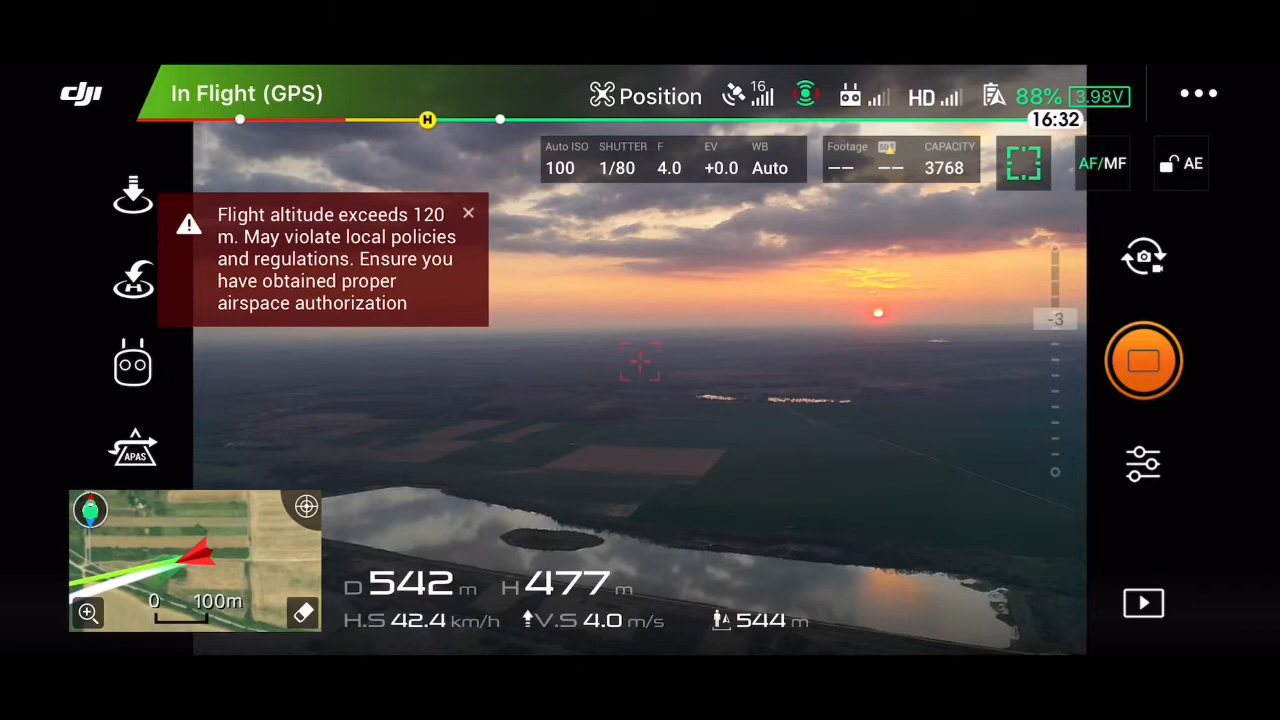 dji
In Flight (GPS)
Position
16
HD
88%
3.98V
H
16:32
Auto ISO SHUTTER F EV WB
100 1/80 4.0 +0.0 Auto
Footage SD1 CAPACITY
-- -- 3768
AF/MF
AE
Flight altitude exceeds 120
m. May violate local policies
and regulations. Ensure you
have obtained proper
airspace authorization
-3
APAS
0 100m
D 542 m H 477 m
H.S 42.4 km/h V.S 4.0 m/s 544 m